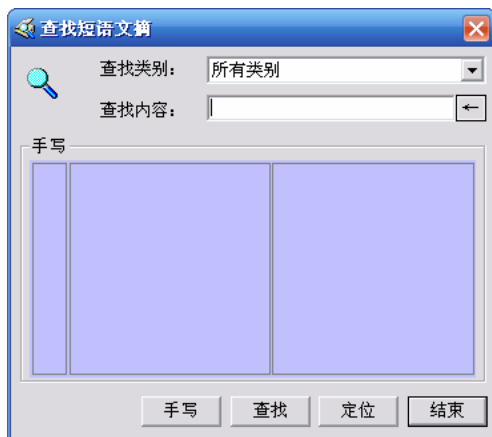 查找短语文摘
查找类别： 所有类别
查找内容： ←
手写
手写 查找 定位 结束